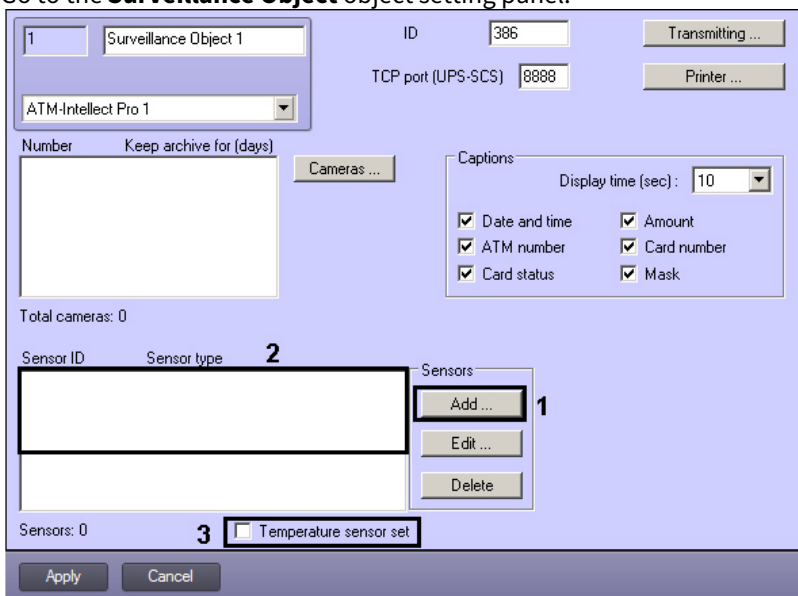 Go to the Surveillance Object object setting panel.
1 Surveillance Object 1 ID 386 Transmitting ...
TCP port (UPS-SCS) 8888 Printer ...
ATM-Intellect Pro 1
Number Keep archive for (days)
Cameras ... Captions
Display time (sec) : 10
Date and time Amount
ATM number Card number
Card status Mask
Total cameras: 0
Sensor ID Sensor type 2
Sensors
Add ... 1
Edit ...
Delete
Sensors: 0 3 Temperature sensor set
Apply Cancel